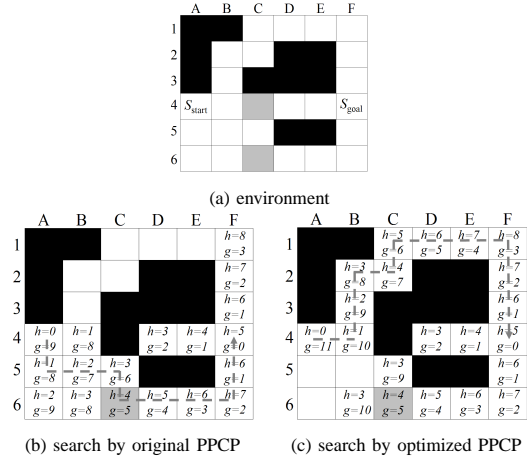 A B C D E F
1
2
3
4 Sstart Sgoal
5
6
(a) environment
A B C D E F
h=8
1 g=3
h=7
2 g=2
h=6
3 g=1
h=0 h=1 h=3 h=4 h=5
4 g=9 g=8 g=2 g=1 g=0
h=1 h=2 h=3 h=6
5 g=8 g=7 g=6 g=1
h=2 h=3 h=4 h=5 h=6 h=7
6 g=9 g=8 g=5 g=4 g=3 g=2
(b) search by original PPCP
A B C D E F
h=5 h=6 h=7 h=8
1 g=6 g=5 g=4 g=3
h=3 h=4 h=7
2 g=8 g=7 g=2
h=2 h=6
3 g=9 g=1
h=0 h=1 h=3 h=4 h=5
4 g=11 g=10 g=2 g=1 g=0
h=3 h=6
5 g=9 g=1
h=3 h=4 h=5 h=6 h=7
6 g=10 g=5 g=4 g=3 g=2
(c) search by optimized PPCP